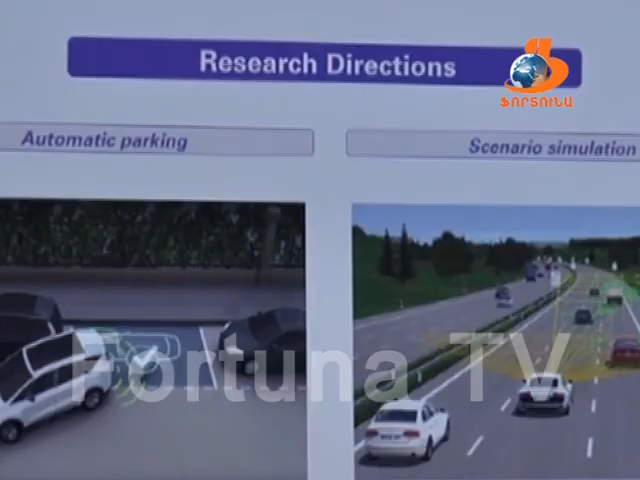 Research Directions
ՖՈՐՏՈՒՆԱ
Automatic parking
Scenario simulation
Fortuna TV